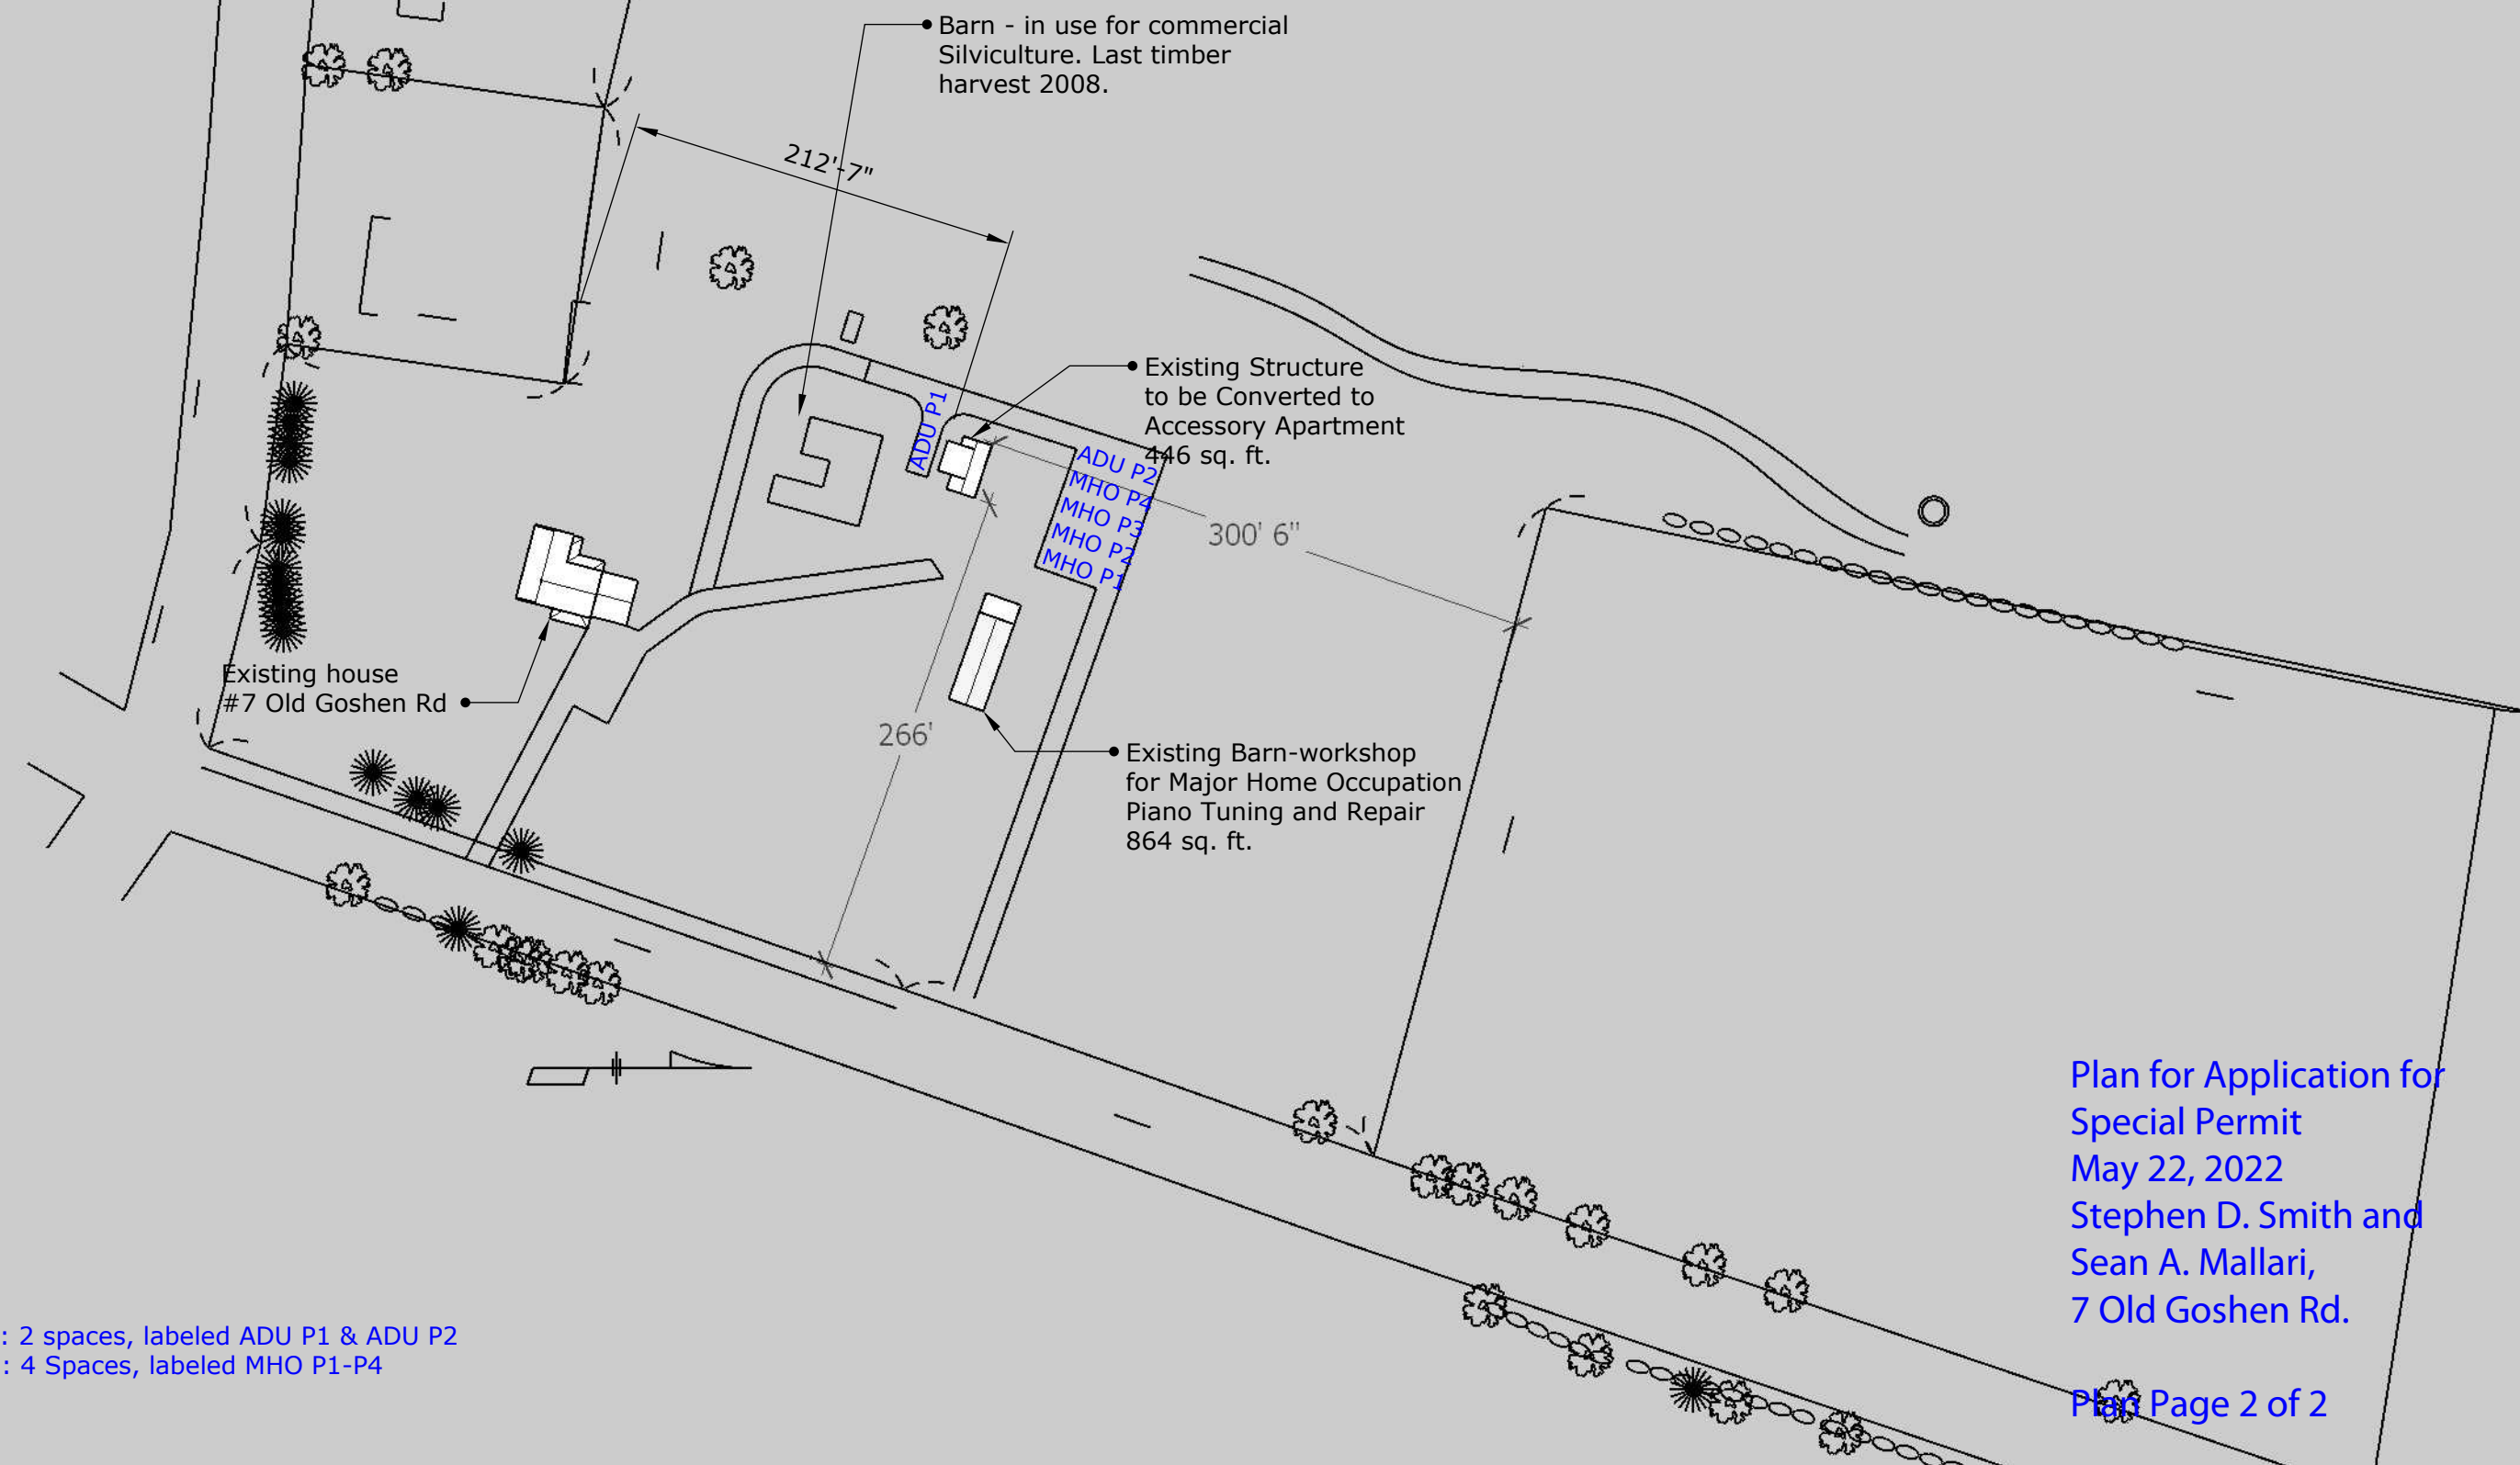 Barn - in use for commercial
Silviculture. Last timber
harvest 2008.
212'-7"
Existing Structure
to be Converted to
Accessory Apartment
446 sq. ft.
ADU P1
ADU P2
MHO P4
MHO P3
MHO P2
MHO P1
300' 6"
Existing house
#7 Old Goshen Rd
266'
Existing Barn-workshop
for Major Home Occupation
Piano Tuning and Repair
864 sq. ft.
Plan for Application for
Special Permit
May 22, 2022
Stephen D. Smith and
Sean A. Mallari,
7 Old Goshen Rd.
Plan Page 2 of 2
: 2 spaces, labeled ADU P1 & ADU P2
: 4 Spaces, labeled MHO P1-P4